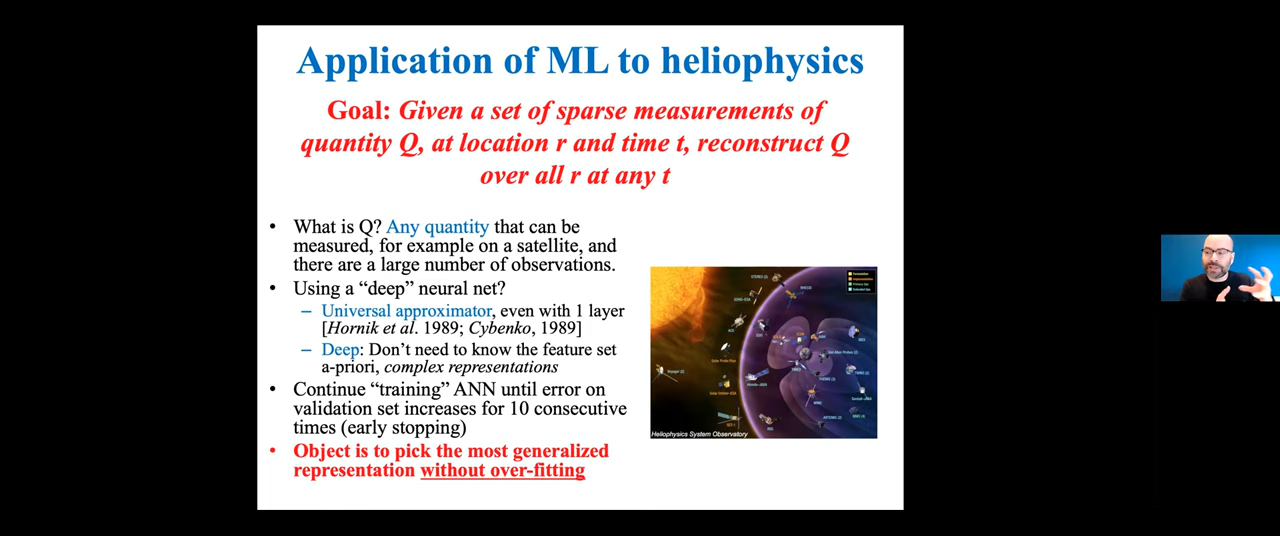 Application of ML to heliophysics
Goal: Given a set of sparse measurements of
quantity Q, at location r and time t, reconstruct Q
over all r at any t
• What is Q? Any quantity that can be
measured, for example on a satellite, and
there are a large number of observations.
• Using a “deep” neural net?
– Universal approximator, even with 1 layer
[Hornik et al. 1989; Cybenko, 1989]
– Deep: Don’t need to know the feature set
a-priori, complex representations
• Continue “training” ANN until error on
validation set increases for 10 consecutive
times (early stopping)
• Object is to pick the most generalized
representation without over-fitting
Heliophysics System Observatory